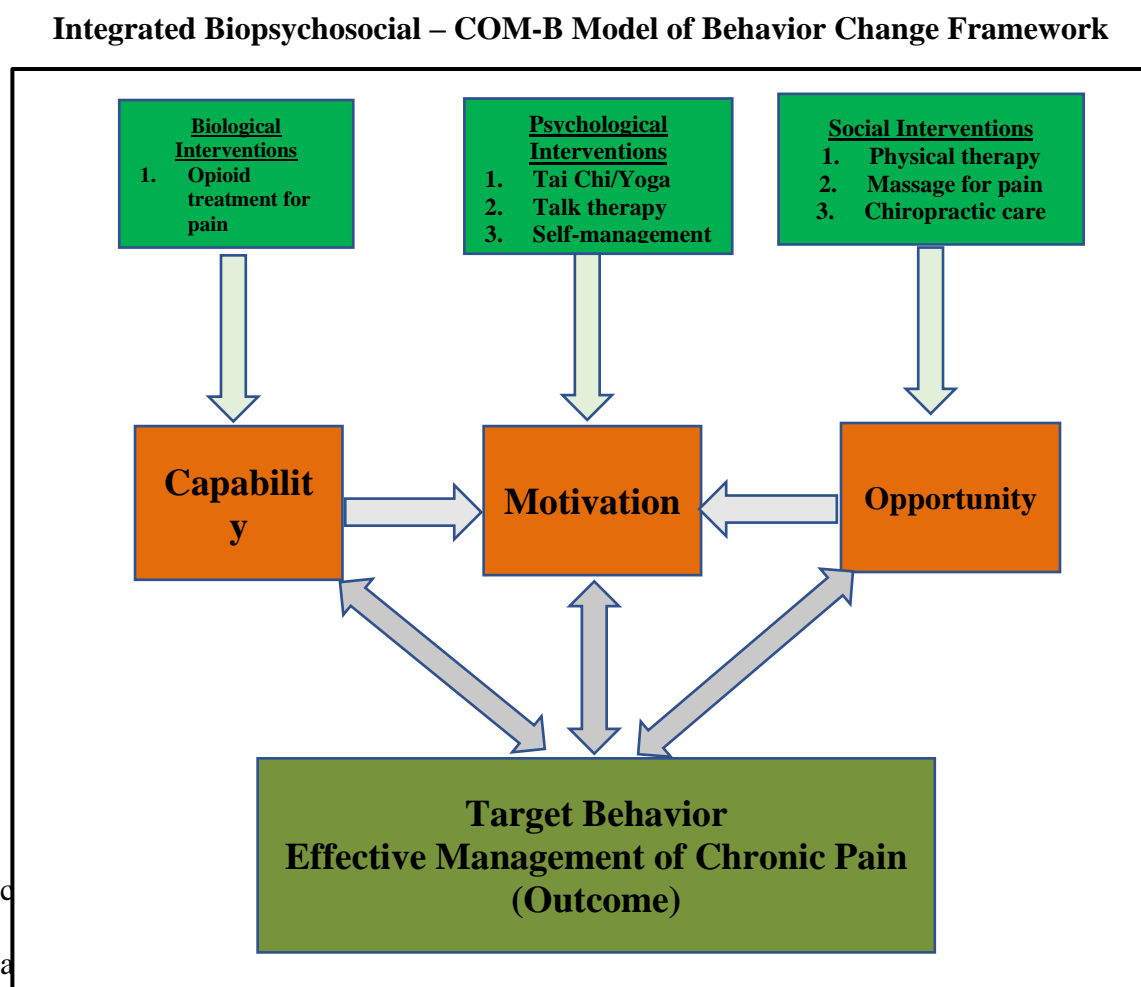 Integrated Biopsychosocial – COM-B Model of Behavior Change Framework
Biological
Interventions
1. Opioid
treatment for
pain
Psychological
Interventions
1. Tai Chi/Yoga
2. Talk therapy
3. Self-management
Social Interventions
1. Physical therapy
2. Massage for pain
3. Chiropractic care
Capabilit
y
Motivation
Opportunity
Target Behavior
Effective Management of Chronic Pain
(Outcome)
c
a